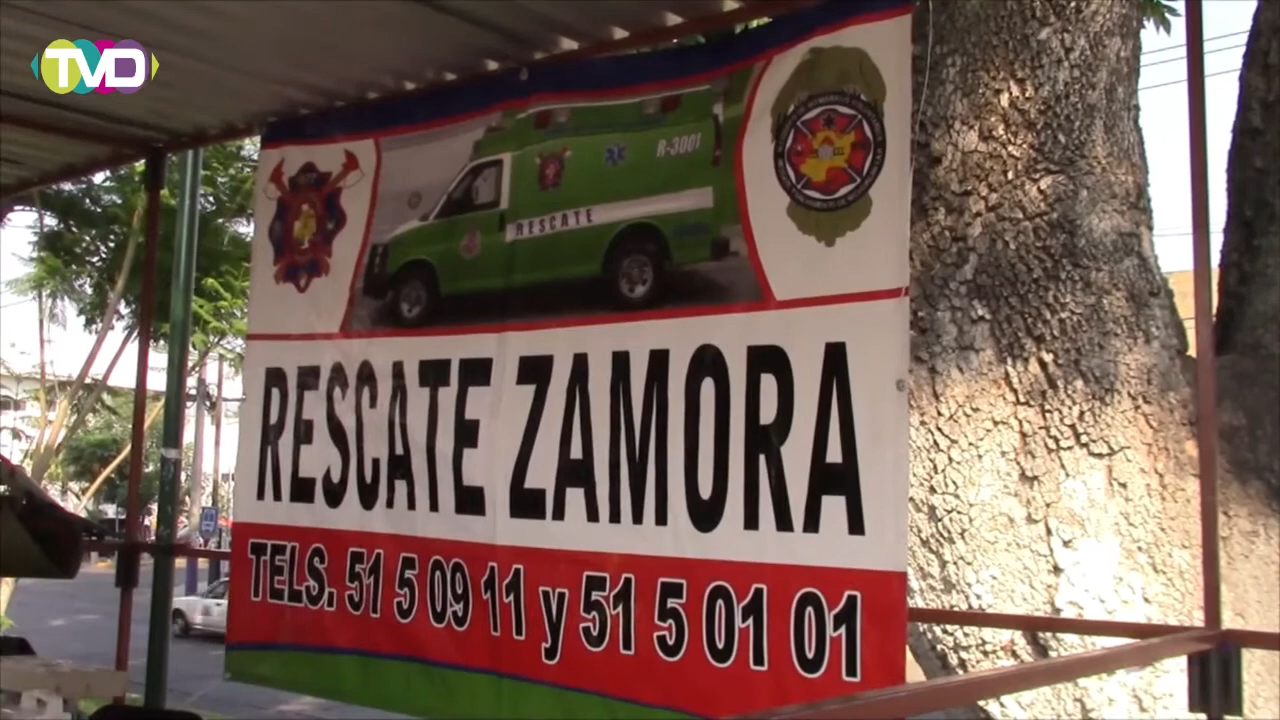 TVD
R-3001
RESCATE
RESCATE ZAMORA
TELS. 51 5 09 11 y 51 5 01 01